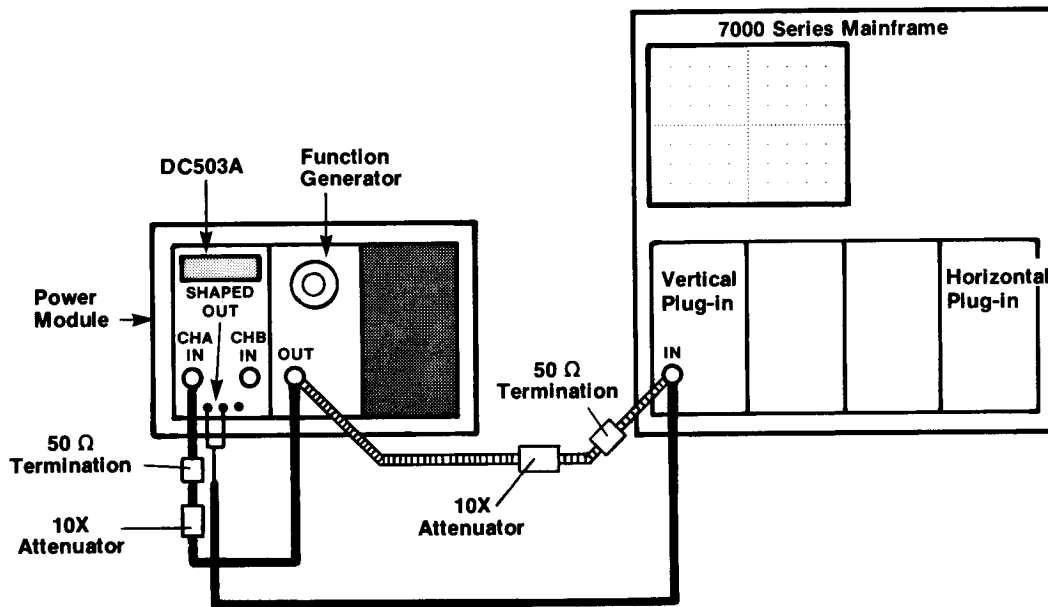 7000 Series Mainframe
DC503A
Function
Generator
Power
Module
SHAPED
OUT
CHA
IN
CHB
IN
OUT
Vertical
Plug-in
Horizontal
Plug-in
IN
50 Ω
Termination
50 Ω
Termination
10X
Attenuator
10X
Attenuator